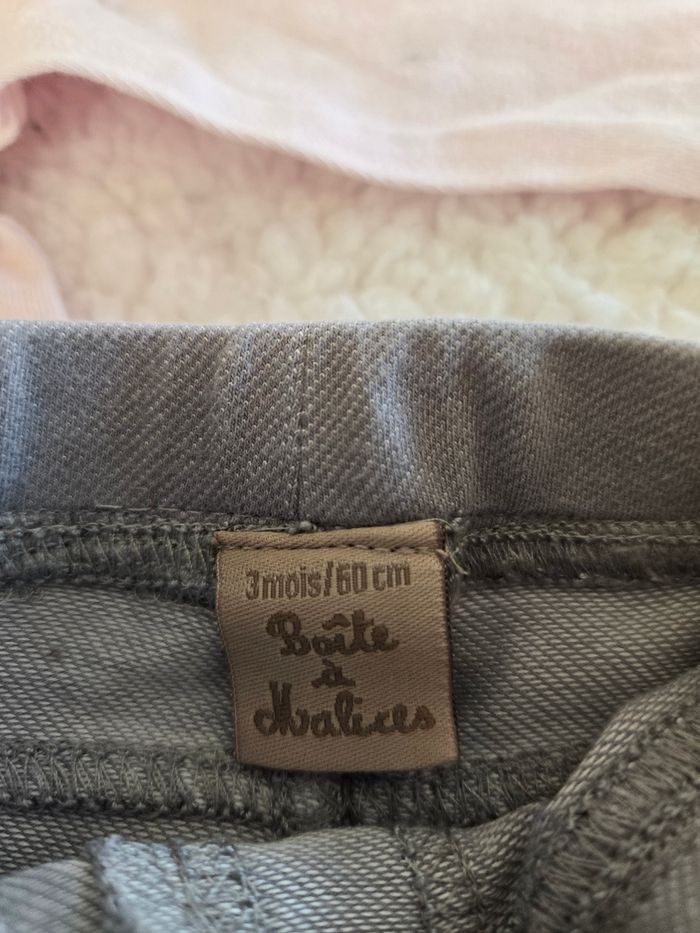 3mois/60cm
Boîte
à
Malices